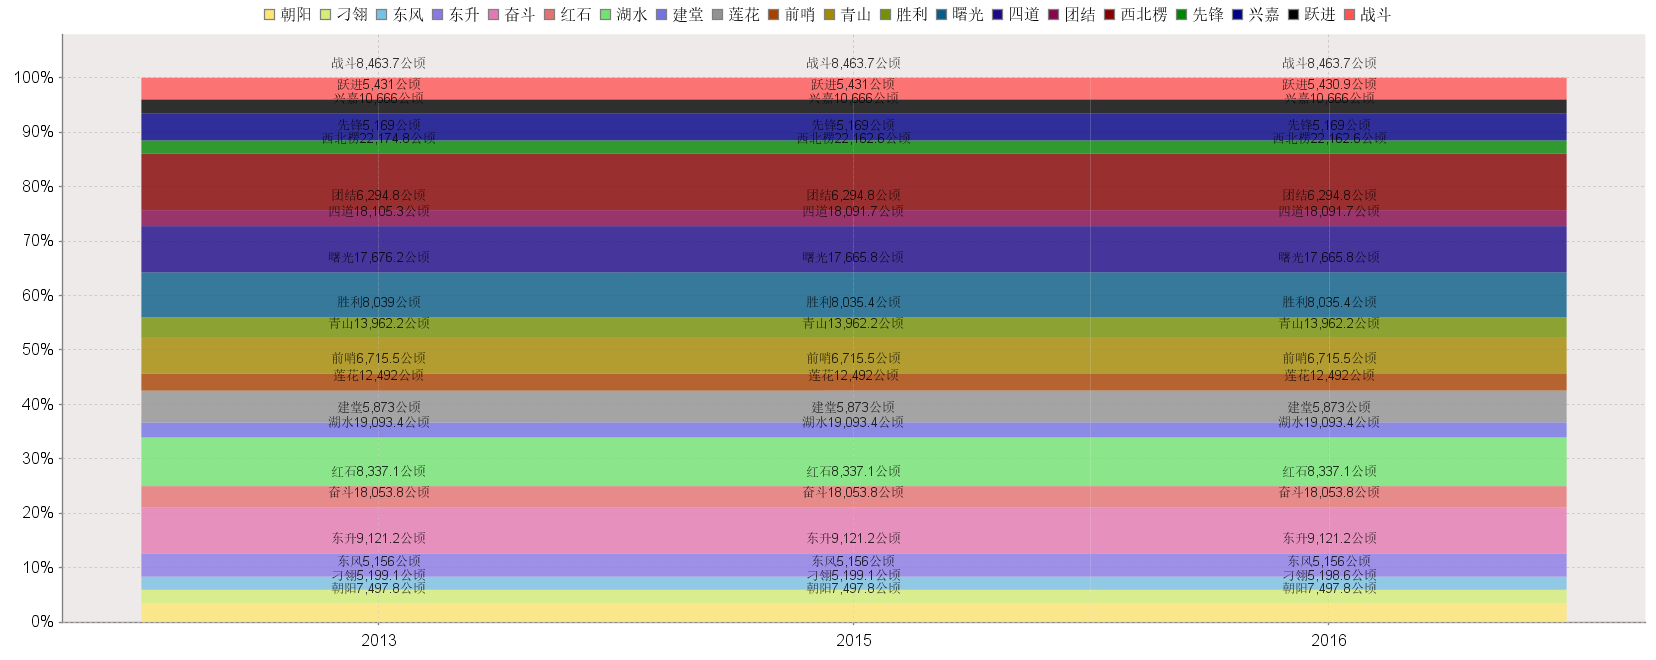 朝阳 刁翎 东风 东升 奋斗 红石 湖水 建堂 莲花 前哨 青山 胜利 曙光 四道 团结 西北楞 先锋 兴嘉 跃进 战斗
战斗8,463.7公顷 战斗8,463.7公顷 战斗8,463.7公顷
100%
跃进5,431公顷 跃进5,431公顷 跃进5,430.9公顷
兴嘉10,666公顷 兴嘉10,666公顷 兴嘉10,666公顷
先锋5,169公顷 先锋5,169公顷 先锋5,169公顷
90%
西北楞22,174.8公顷 西北楞22,162.6公顷 西北楞22,162.6公顷
80%
团结6,294.8公顷 团结6,294.8公顷 团结6,294.8公顷
四道18,105.3公顷 四道18,091.7公顷 四道18,091.7公顷
70%
曙光17,676.2公顷 曙光17,665.8公顷 曙光17,665.8公顷
60%
胜利8,039公顷 胜利8,035.4公顷 胜利8,035.4公顷
青山13,962.2公顷 青山13,962.2公顷 青山13,962.2公顷
50%
前哨6,715.5公顷 前哨6,715.5公顷 前哨6,715.5公顷
莲花12,492公顷 莲花12,492公顷 莲花12,492公顷
40%
建堂5,873公顷 建堂5,873公顷 建堂5,873公顷
湖水19,093.4公顷 湖水19,093.4公顷 湖水19,093.4公顷
30%
红石8,337.1公顷 红石8,337.1公顷 红石8,337.1公顷
奋斗18,053.8公顷 奋斗18,053.8公顷 奋斗18,053.8公顷
20%
东升9,121.2公顷 东升9,121.2公顷 东升9,121.2公顷
东风5,156公顷 东风5,156公顷 东风5,156公顷
10%
刁翎5,199.1公顷 刁翎5,199.1公顷 刁翎5,198.6公顷
朝阳7,497.8公顷 朝阳7,497.8公顷 朝阳7,497.8公顷
0%
2013 2015 2016